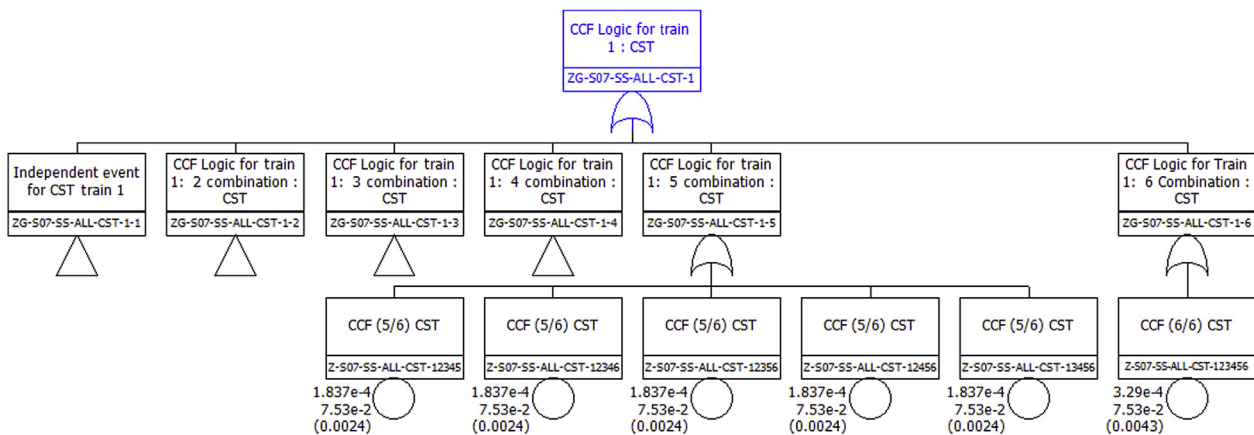 CCF Logic for train
1 : CST
ZG-S07-SS-ALL-CST-1
Independent event
for CST train 1
ZG-S07-SS-ALL-CST-1-1
CCF Logic for train
1: 2 combination :
CST
ZG-S07-SS-ALL-CST-1-2
CCF Logic for train
1: 3 combination :
CST
ZG-S07-SS-ALL-CST-1-3
CCF Logic for train
1: 4 combination :
CST
ZG-S07-SS-ALL-CST-1-4
CCF Logic for train
1: 5 combination :
CST
ZG-S07-SS-ALL-CST-1-5
CCF Logic for Train
1: 6 Combination :
CST
ZG-S07-SS-ALL-CST-1-6
CCF (5/6) CST
Z-S07-SS-ALL-CST-12345
1.837e-4
7.53e-2
(0.0024)
CCF (5/6) CST
Z-S07-SS-ALL-CST-12346
1.837e-4
7.53e-2
(0.0024)
CCF (5/6) CST
Z-S07-SS-ALL-CST-12356
1.837e-4
7.53e-2
(0.0024)
CCF (5/6) CST
Z-S07-SS-ALL-CST-12456
1.837e-4
7.53e-2
(0.0024)
CCF (5/6) CST
Z-S07-SS-ALL-CST-13456
1.837e-4
7.53e-2
(0.0024)
CCF (6/6) CST
Z-S07-SS-ALL-CST-123456
3.29e-4
7.53e-2
(0.0043)